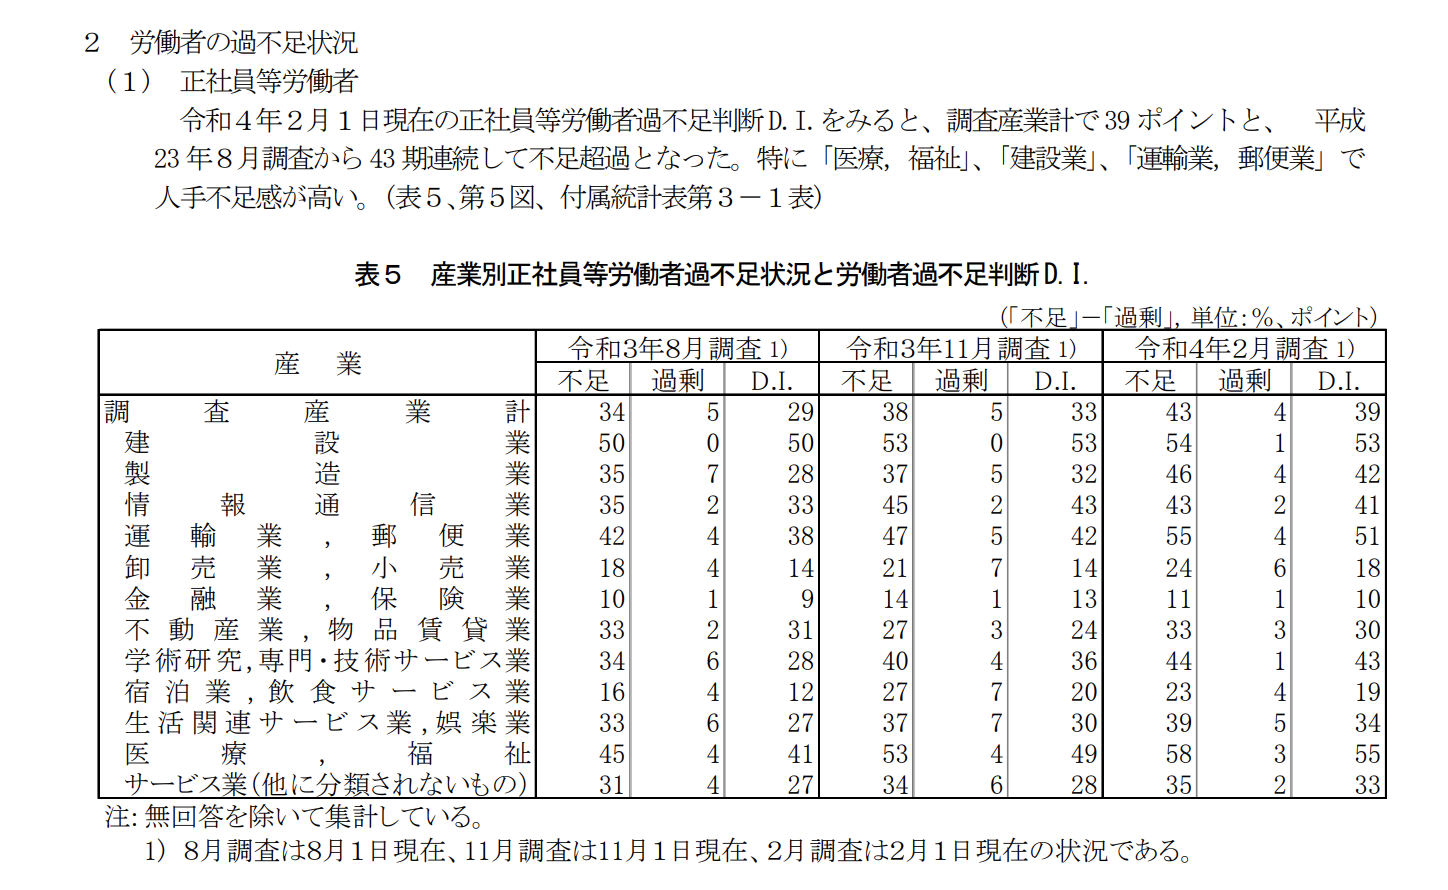 ２　労働者の過不足状況
（１）　正社員等労働者
令和４年２月１日現在の正社員等労働者過不足判断D.I.をみると、調査産業計で39ポイントと、　平成
23年８月調査から43期連続して不足超過となった。特に「医療，福祉」、「建設業」、「運輸業，郵便業」で
人手不足感が高い。（表５、第５図、付属統計表第３－１表）
表５　産業別正社員等労働者過不足状況と労働者過不足判断D.I.
（「不足」－「過剰」，単位：％、ポイント）
産　業　令和3年8月調査 1)　令和3年11月調査 1)　令和4年2月調査 1)
不足　過剰　D.I.　不足　過剰　D.I.　不足　過剰　D.I.
調査産業計 34 5 29 38 5 33 43 4 39
建設業 50 0 50 53 0 53 54 1 53
製造業 35 7 28 37 5 32 46 4 42
情報通信業 35 2 33 45 2 43 43 2 41
運輸業，郵便業 42 4 38 47 5 42 55 4 51
卸売業，小売業 18 4 14 21 7 14 24 6 18
金融業，保険業 10 1 9 14 1 13 11 1 10
不動産業，物品賃貸業 33 2 31 27 3 24 33 3 30
学術研究，専門・技術サービス業 34 6 28 40 4 36 44 1 43
宿泊業，飲食サービス業 16 4 12 27 7 20 23 4 19
生活関連サービス業，娯楽業 33 6 27 37 7 30 39 5 34
医療，福祉 45 4 41 53 4 49 58 3 55
サービス業（他に分類されないもの） 31 4 27 34 6 28 35 2 33
注：無回答を除いて集計している。
1) 8月調査は8月1日現在、11月調査は11月1日現在、2月調査は2月1日現在の状況である。